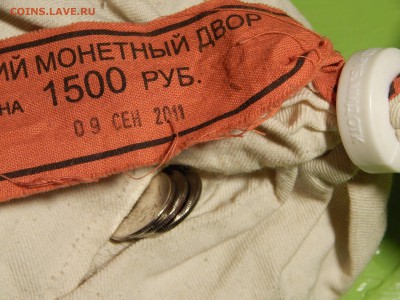 COINS.LAVE.RU
ИЙ МОНЕТНЫЙ ДВОР
НА 1500 РУБ.
09 СЕН 2011